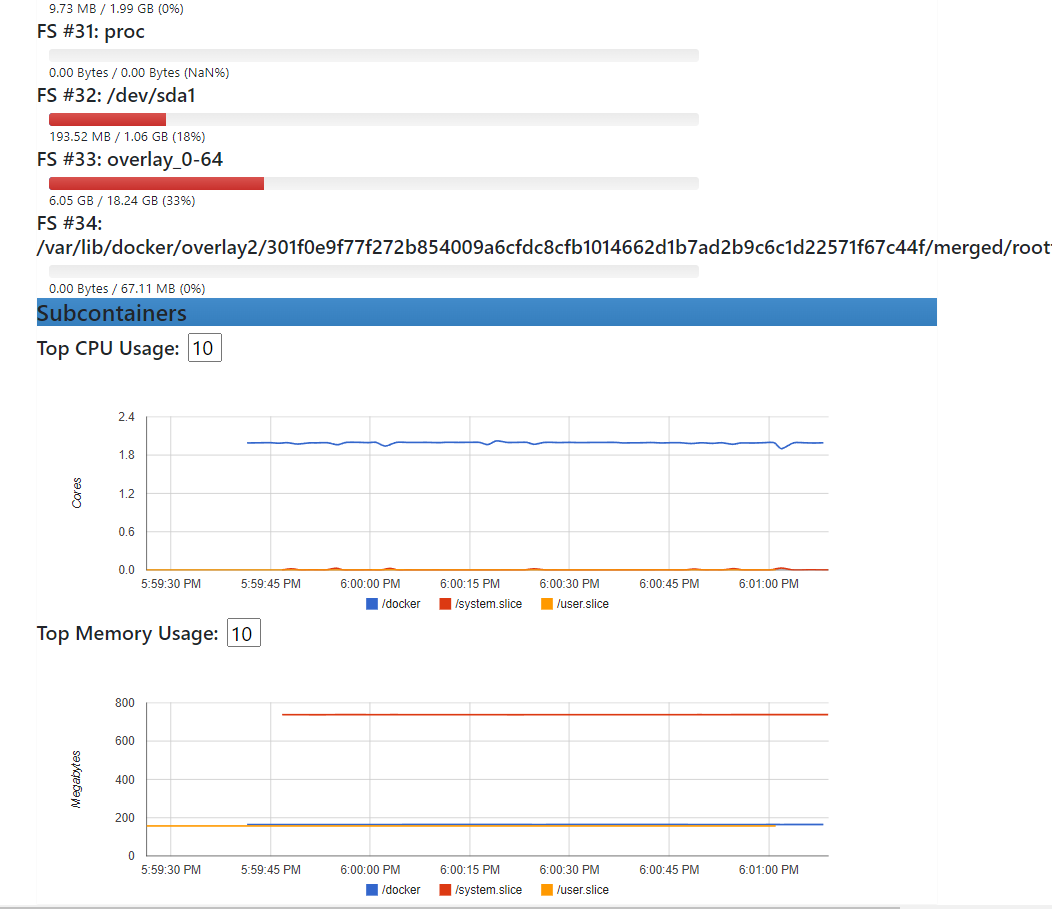 9.73 MB / 1.99 GB (0%)
FS #31: proc
0.00 Bytes / 0.00 Bytes (NaN%)
FS #32: /dev/sda1
193.52 MB / 1.06 GB (18%)
FS #33: overlay_0-64
6.05 GB / 18.24 GB (33%)
FS #34:
/var/lib/docker/overlay2/301f0e9f77f272b854009a6cfdc8cfb1014662d1b7ad2b9c6c1d22571f67c44f/merged/root
0.00 Bytes / 67.11 MB (0%)
Subcontainers
Top CPU Usage: 10
2.4
1.8
1.2
0.6
0.0
Cores
5:59:30 PM 5:59:45 PM 6:00:00 PM 6:00:15 PM 6:00:30 PM 6:00:45 PM 6:01:00 PM
/docker /system.slice /user.slice
Top Memory Usage: 10
800
600
400
200
0
Megabytes
5:59:30 PM 5:59:45 PM 6:00:00 PM 6:00:15 PM 6:00:30 PM 6:00:45 PM 6:01:00 PM
/docker /system.slice /user.slice